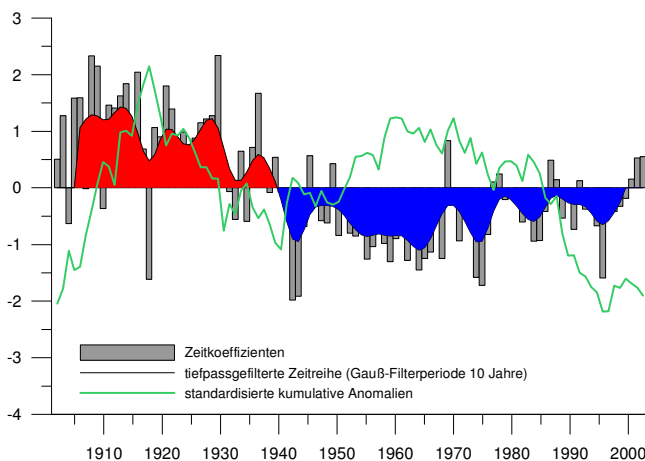 3
2
1
0
-1
-2
-3
-4
Zeitkoeffizienten
tiefpassgefilterte Zeitreihe (Gauß-Filterperiode 10 Jahre)
standardisierte kumulative Anomalien
1910 1920 1930 1940 1950 1960 1970 1980 1990 2000